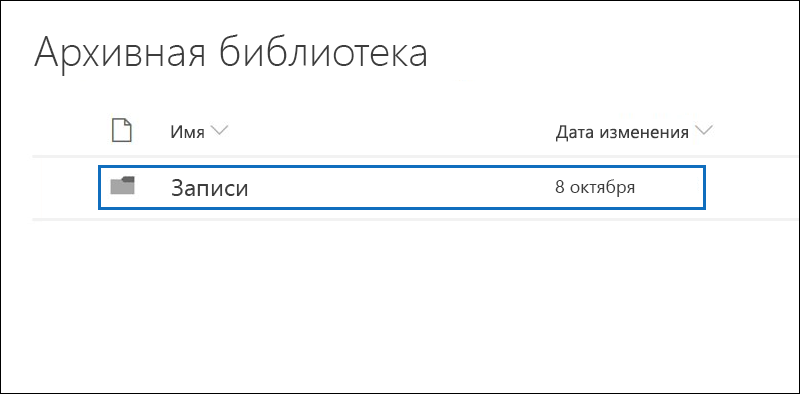 Архивная библиотека
Имя Дата изменения
Записи 8 октября